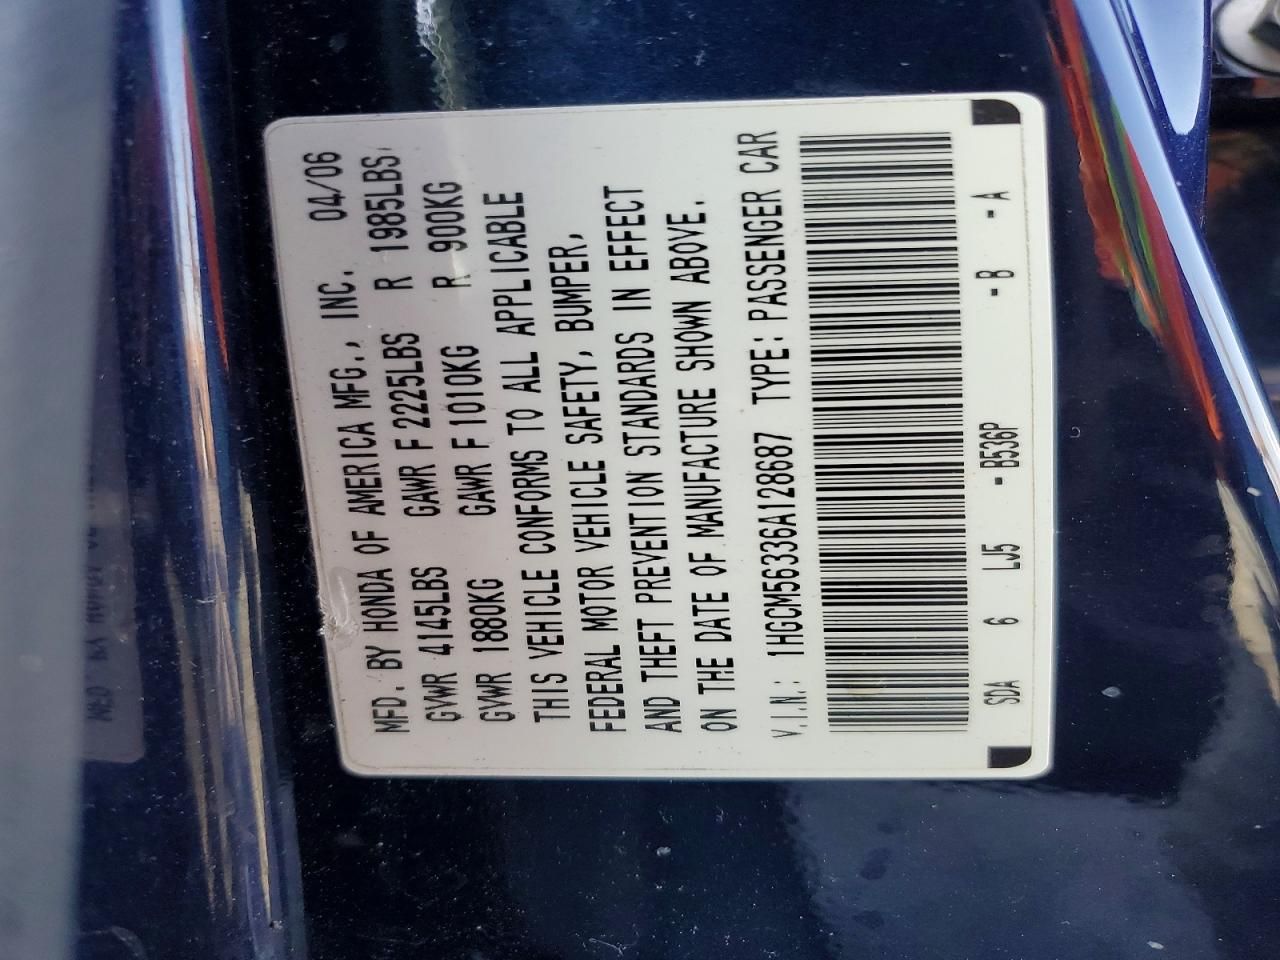 MFD. BY HONDA OF AMERICA MFG., INC. 04/06
GVWR 4145LBS GAWR F 2225LBS R 1985LBS.
GVWR 1880KG GAWR F 1010KG R 900KG
THIS VEHICLE CONFORMS TO ALL APPLICABLE
FEDERAL MOTOR VEHICLE SAFETY, BUMPER,
AND THEFT PREVENTION STANDARDS IN EFFECT
ON THE DATE OF MANUFACTURE SHOWN ABOVE.
V.I.N.: 1HGCM56336A128687 TYPE: PASSENGER CAR
SDA 6 LJ5 - B536P - B - A